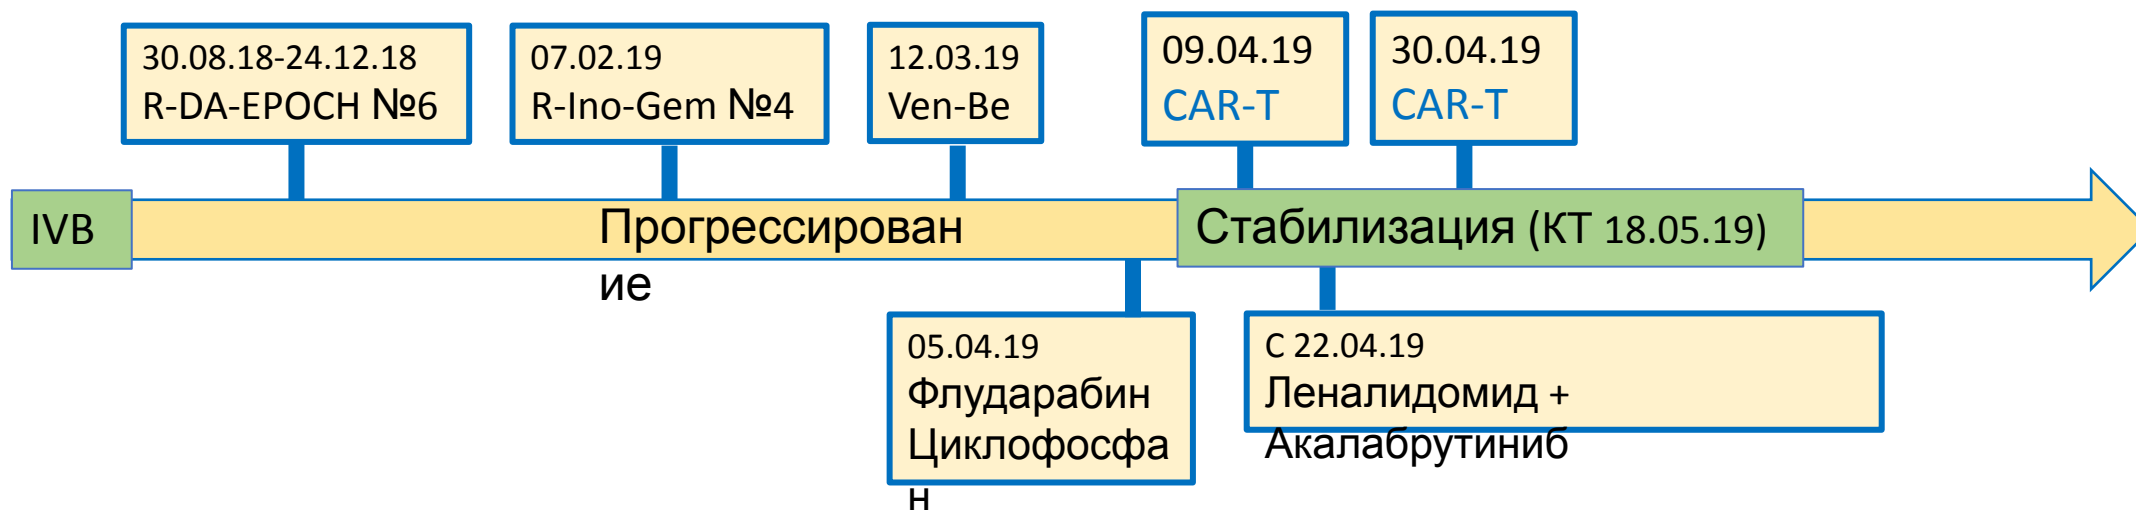 30.08.18-24.12.18
R-DA-EPOCH №6
07.02.19
R-Ino-Gem №4
12.03.19
Ven-Be
09.04.19
CAR-T
30.04.19
CAR-T
IVB
Прогрессирован
ие
Стабилизация (КТ 18.05.19)
05.04.19
Флударабин
Циклофосфа
н
С 22.04.19
Леналидомид +
Акалабрутиниб